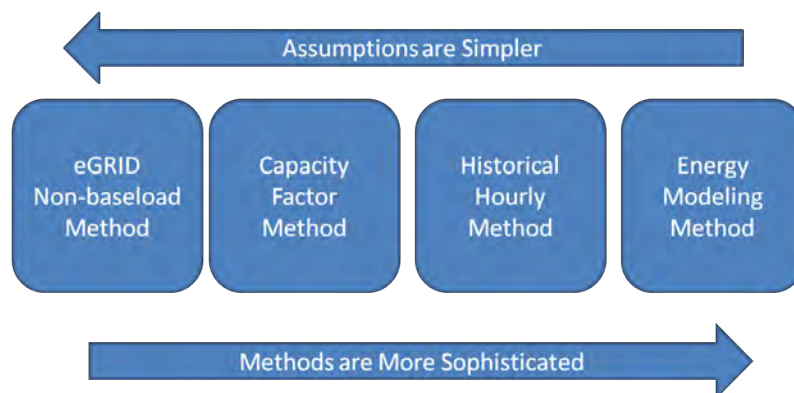 Assumptions are Simpler
eGRID
Non-baseload
Method
Capacity
Factor
Method
Historical
Hourly
Method
Energy
Modeling
Method
Methods are More Sophisticated